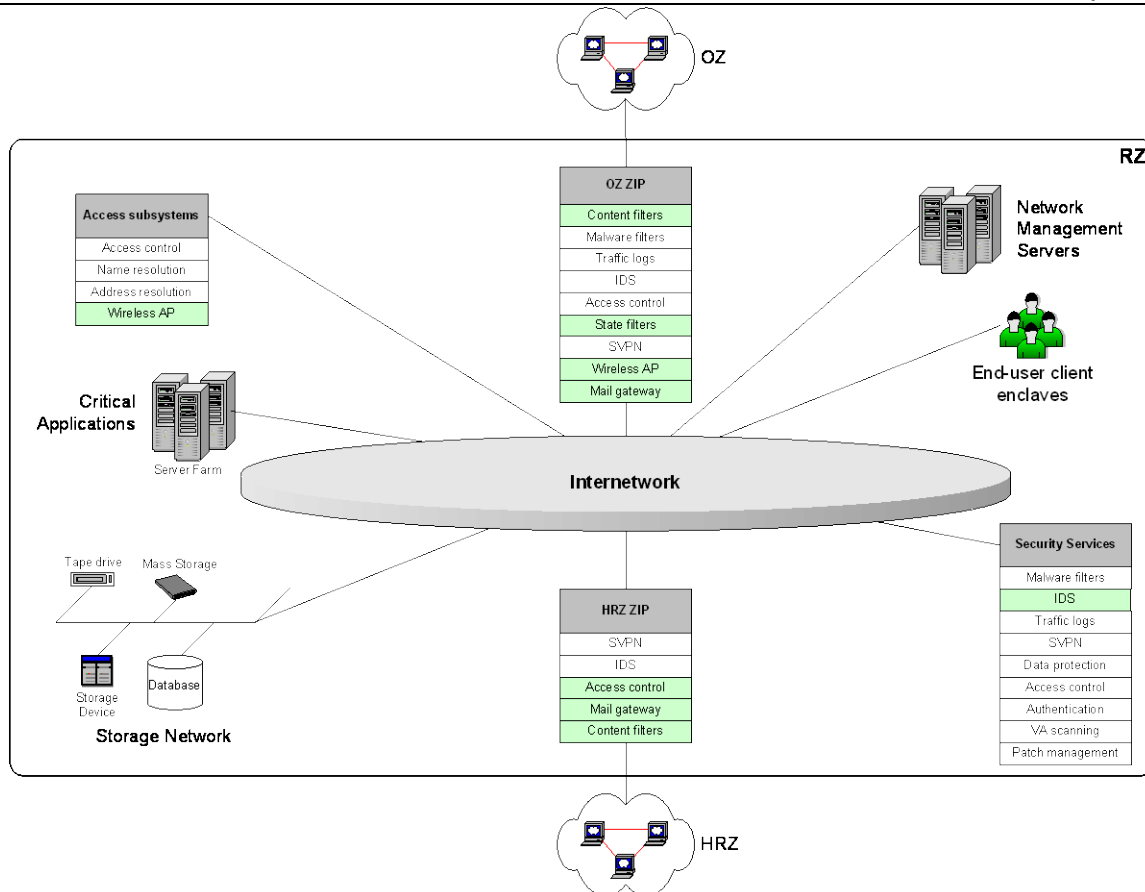 OZ
RZ
OZ ZIP
Content filters
Malware filters
Traffic logs
IDS
Access control
State filters
SVPN
Wireless AP
Mail gateway
Access subsystems
Access control
Name resolution
Address resolution
Wireless AP
Network
Management
Servers
End-user client
enclaves
Critical
Applications
Server Farm
Internetwork
Tape drive
Mass Storage
Storage
Device
Database
Storage Network
HRZ ZIP
SVPN
IDS
Access control
Mail gateway
Content filters
Security Services
Malware filters
IDS
Traffic logs
SVPN
Data protection
Access control
Authentication
VA scanning
Patch management
HRZ